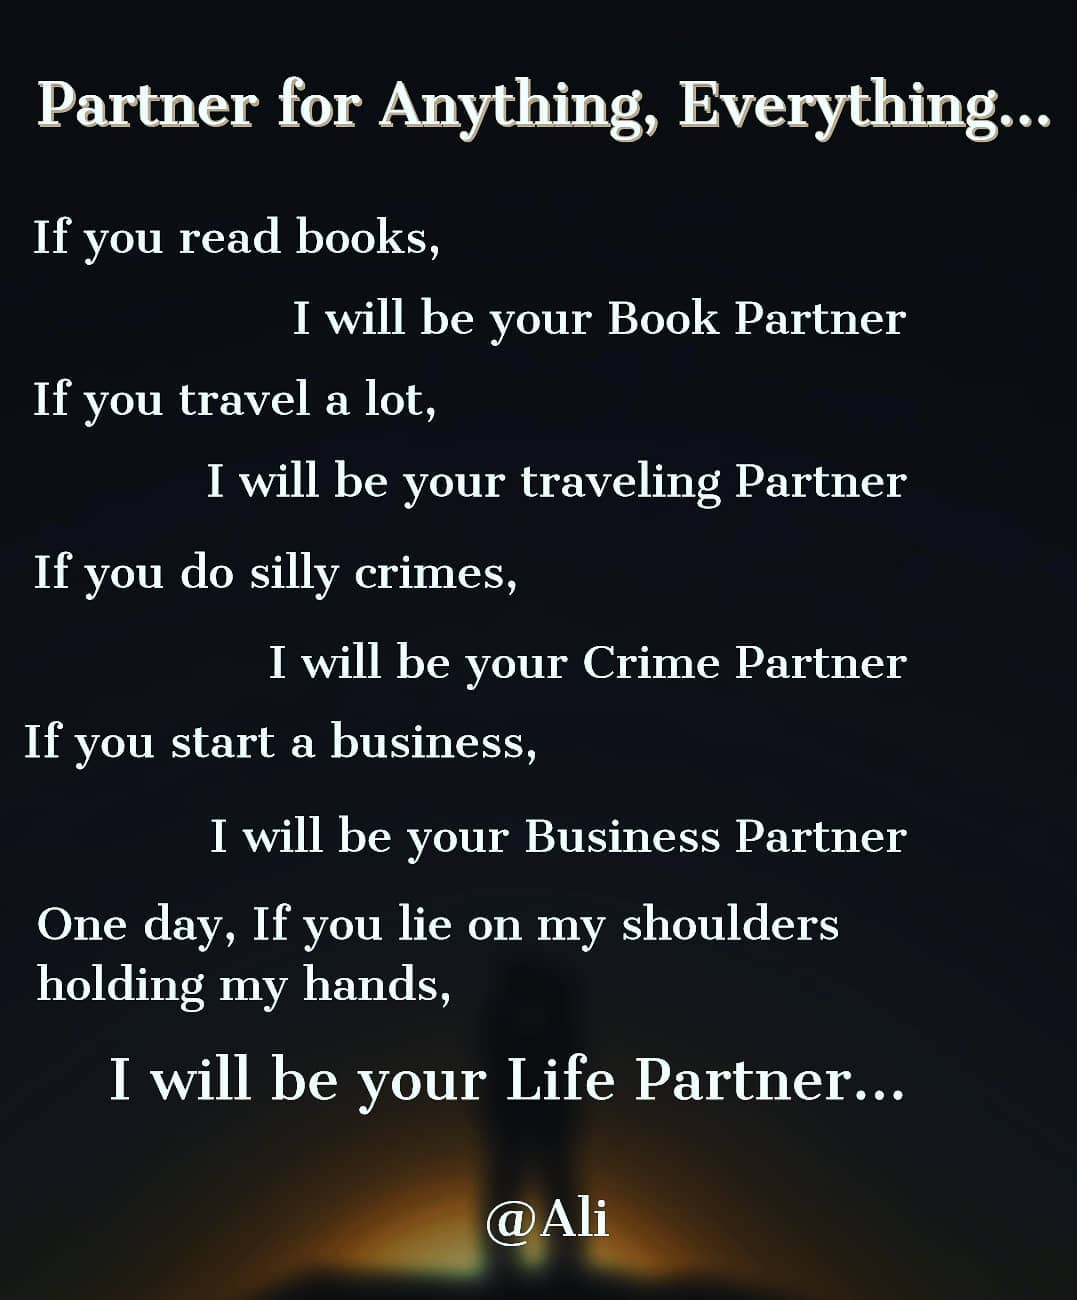 Partner for Anything, Everything...
If you read books,
I will be your Book Partner
If you travel a lot,
I will be your traveling Partner
If you do silly crimes,
I will be your Crime Partner
If you start a business,
I will be your Business Partner
One day, If you lie on my shoulders
holding my hands,
I will be your Life Partner...
@Ali